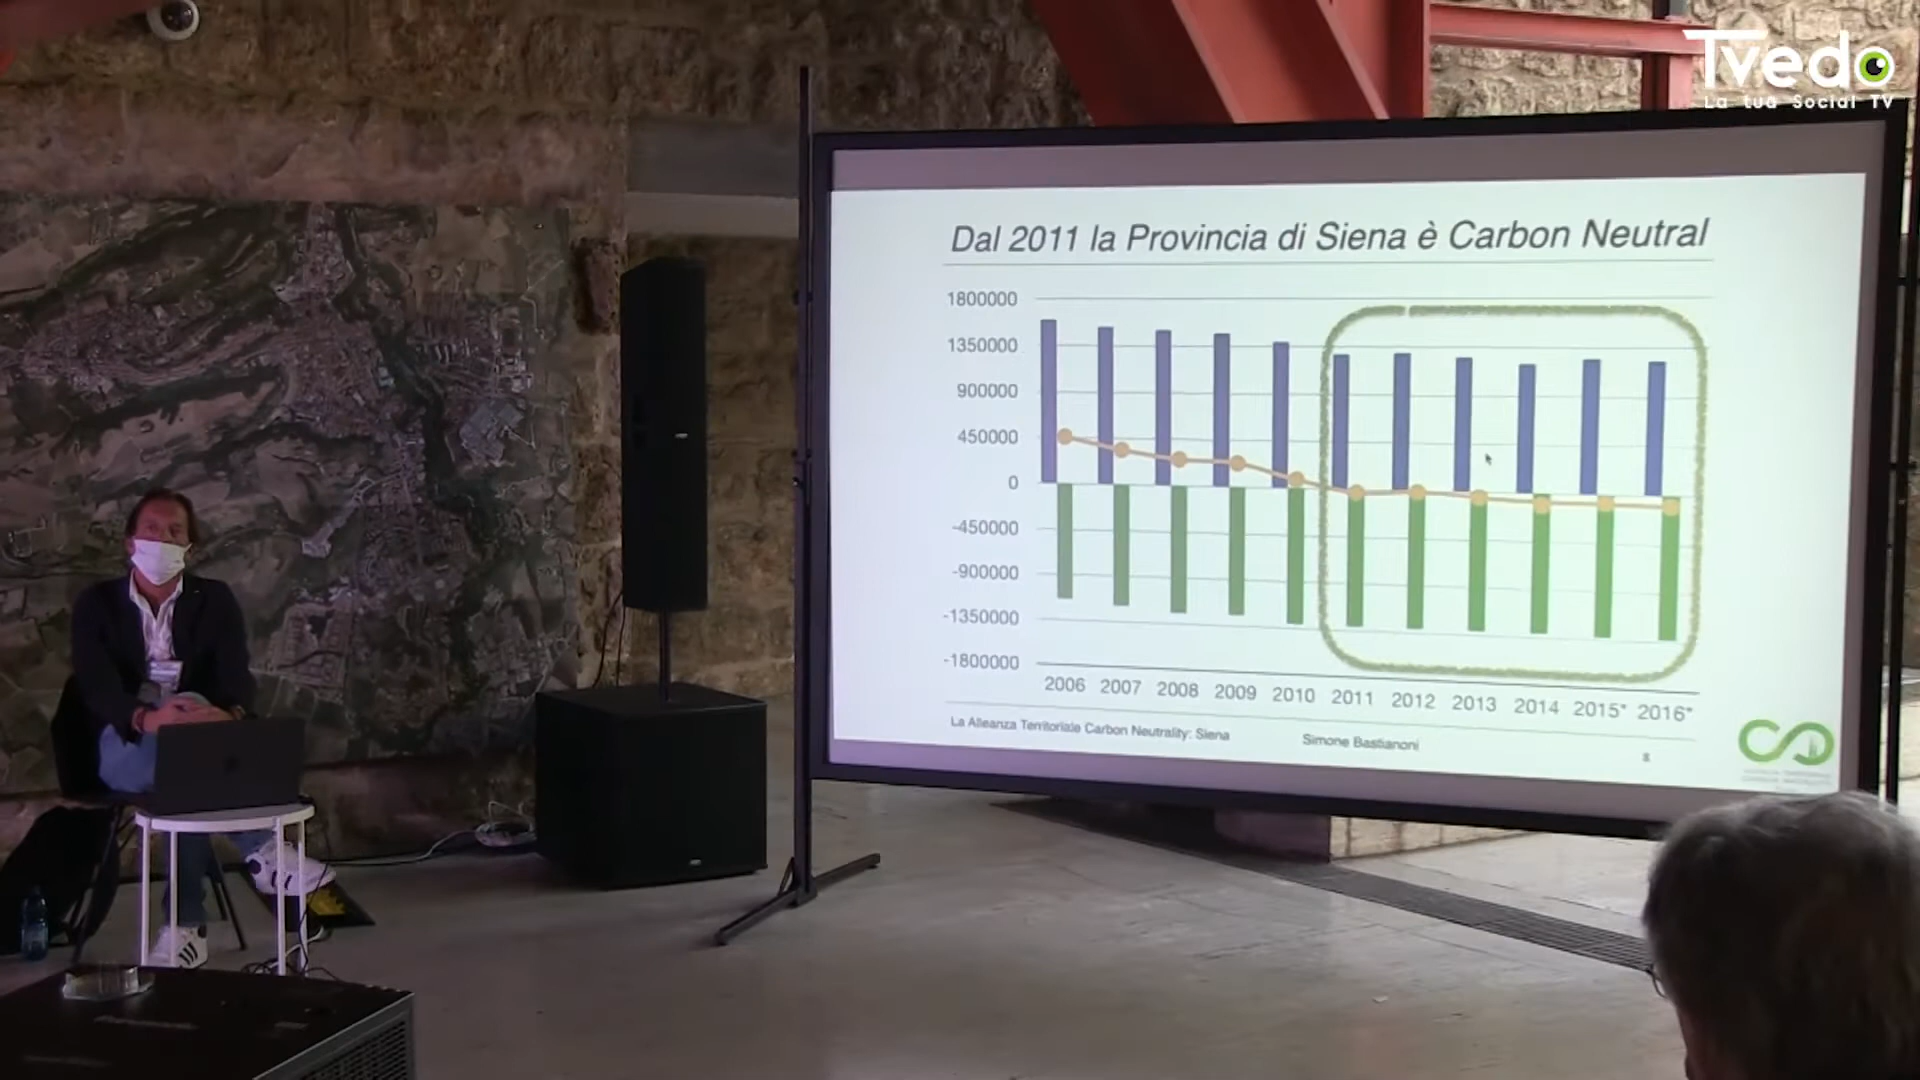 Tvedo
La tua Social TV
Dal 2011 la Provincia di Siena è Carbon Neutral
1800000
1350000
900000
450000
0
-450000
-900000
-1350000
-1800000
2006 2007 2008 2009 2010 2011 2012 2013 2014 2015* 2016*
La Alleanza Territoriale Carbon Neutrality: Siena
Simone Bastianoni
8